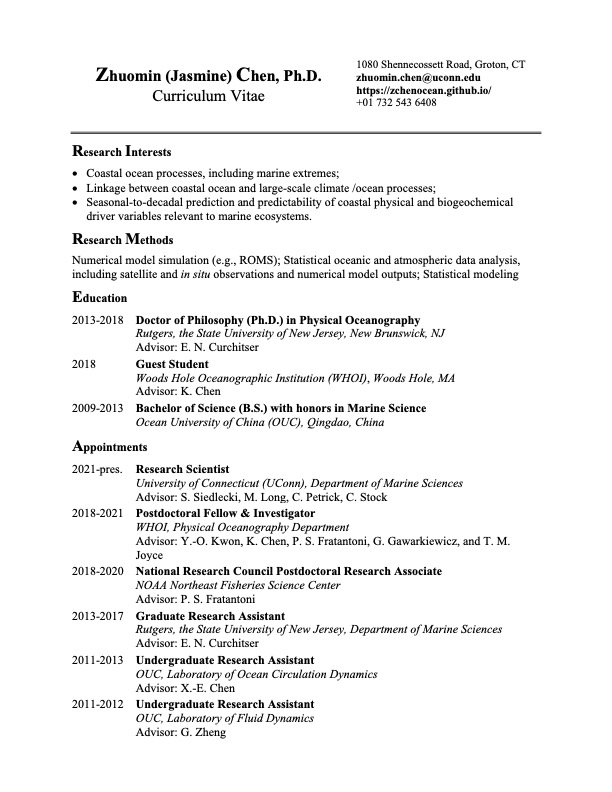 Zhuomin (Jasmine) Chen, Ph.D.
Curriculum Vitae
1080 Shennecossett Road, Groton, CT
zhuomin.chen@uconn.edu
https://zchenocean.github.io/
+01 732 543 6408
Research Interests
• Coastal ocean processes, including marine extremes;
• Linkage between coastal ocean and large-scale climate /ocean processes;
• Seasonal-to-decadal prediction and predictability of coastal physical and biogeochemical
driver variables relevant to marine ecosystems.
Research Methods
Numerical model simulation (e.g., ROMS); Statistical oceanic and atmospheric data analysis,
including satellite and in situ observations and numerical model outputs; Statistical modeling
Education
2013-2018 Doctor of Philosophy (Ph.D.) in Physical Oceanography
Rutgers, the State University of New Jersey, New Brunswick, NJ
Advisor: E. N. Curchitser
2018 Guest Student
Woods Hole Oceanographic Institution (WHOI), Woods Hole, MA
Advisor: K. Chen
2009-2013 Bachelor of Science (B.S.) with honors in Marine Science
Ocean University of China (OUC), Qingdao, China
Appointments
2021-pres. Research Scientist
University of Connecticut (UConn), Department of Marine Sciences
Advisor: S. Siedlecki, M. Long, C. Petrick, C. Stock
2018-2021 Postdoctoral Fellow & Investigator
WHOI, Physical Oceanography Department
Advisor: Y.-O. Kwon, K. Chen, P. S. Fratantoni, G. Gawarkiewicz, and T. M.
Joyce
2018-2020 National Research Council Postdoctoral Research Associate
NOAA Northeast Fisheries Science Center
Advisor: P. S. Fratantoni
2013-2017 Graduate Research Assistant
Rutgers, the State University of New Jersey, Department of Marine Sciences
Advisor: E. N. Curchitser
2011-2013 Undergraduate Research Assistant
OUC, Laboratory of Ocean Circulation Dynamics
Advisor: X.-E. Chen
2011-2012 Undergraduate Research Assistant
OUC, Laboratory of Fluid Dynamics
Advisor: G. Zheng